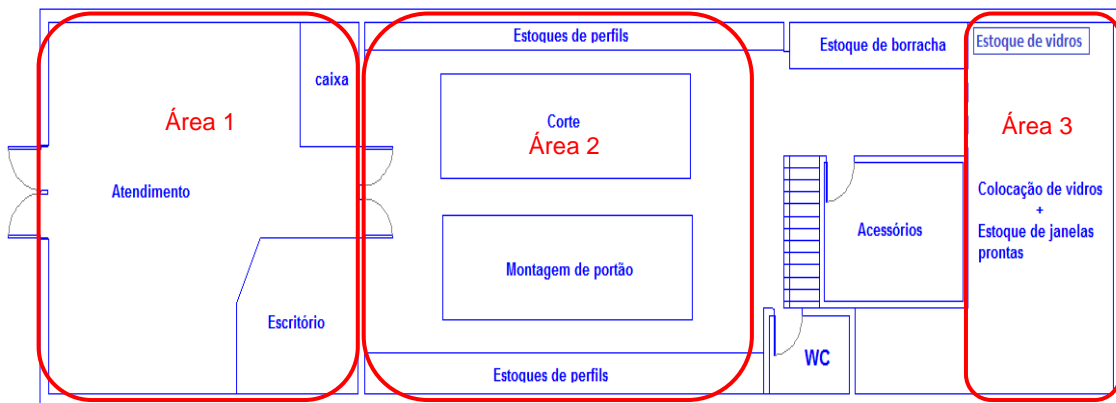 Estoques de perfils
Estoque de borracha
Estoque de vidros
caixa
Área 1
Corte
Área 2
Área 3
Atendimento
Colocação de vidros
+
Estoque de janelas
prontas
Acessórios
Montagem de portão
Escritório
WC
Estoques de perfils